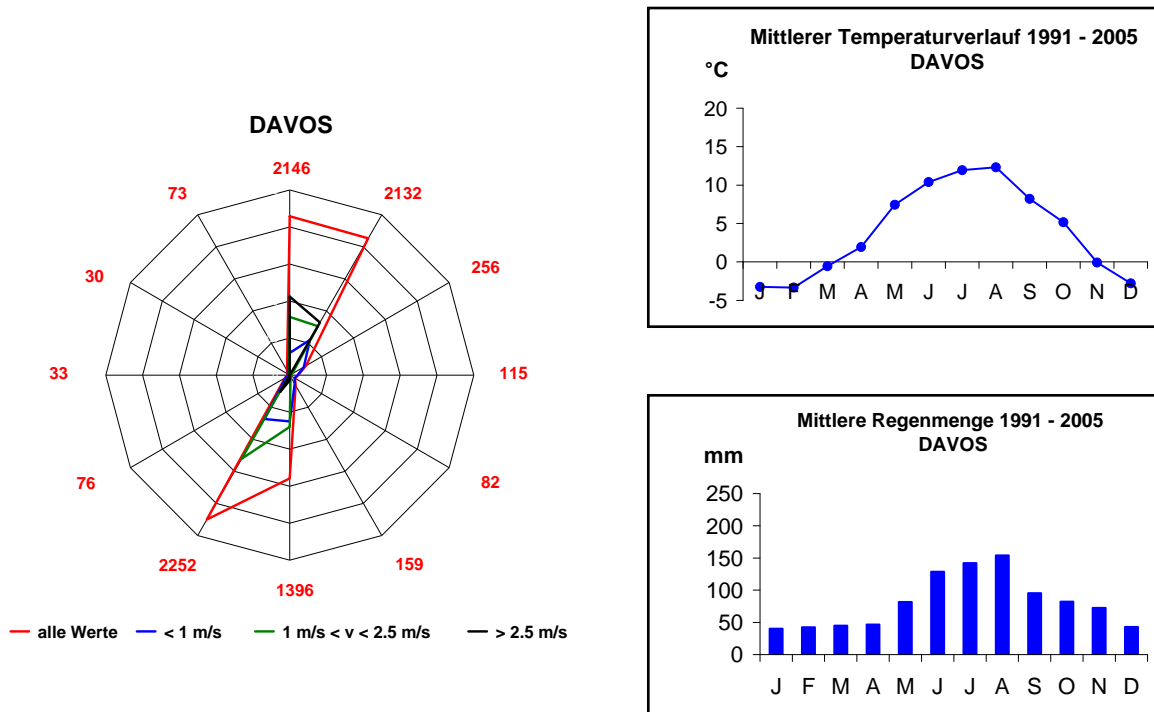 DAVOS
2146
73
2132
30
256
33
115
76
82
2252
159
1396
alle Werte < 1 m/s 1 m/s < v < 2.5 m/s > 2.5 m/s
Mittlerer Temperaturverlauf 1991 - 2005
DAVOS
°C
20
15
10
5
0
-5
J F M A M J J A S O N D
Mittlere Regenmenge 1991 - 2005
DAVOS
mm
250
200
150
100
50
0
J F M A M J J A S O N D